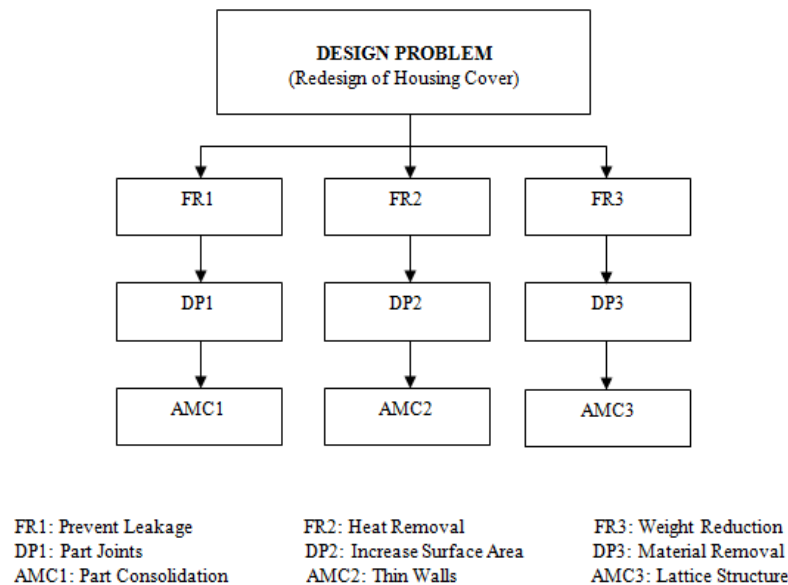 DESIGN PROBLEM
(Redesign of Housing Cover)
FR1 FR2 FR3
DP1 DP2 DP3
AMC1 AMC2 AMC3
FR1: Prevent Leakage FR2: Heat Removal FR3: Weight Reduction
DP1: Part Joints DP2: Increase Surface Area DP3: Material Removal
AMC1: Part Consolidation AMC2: Thin Walls AMC3: Lattice Structure